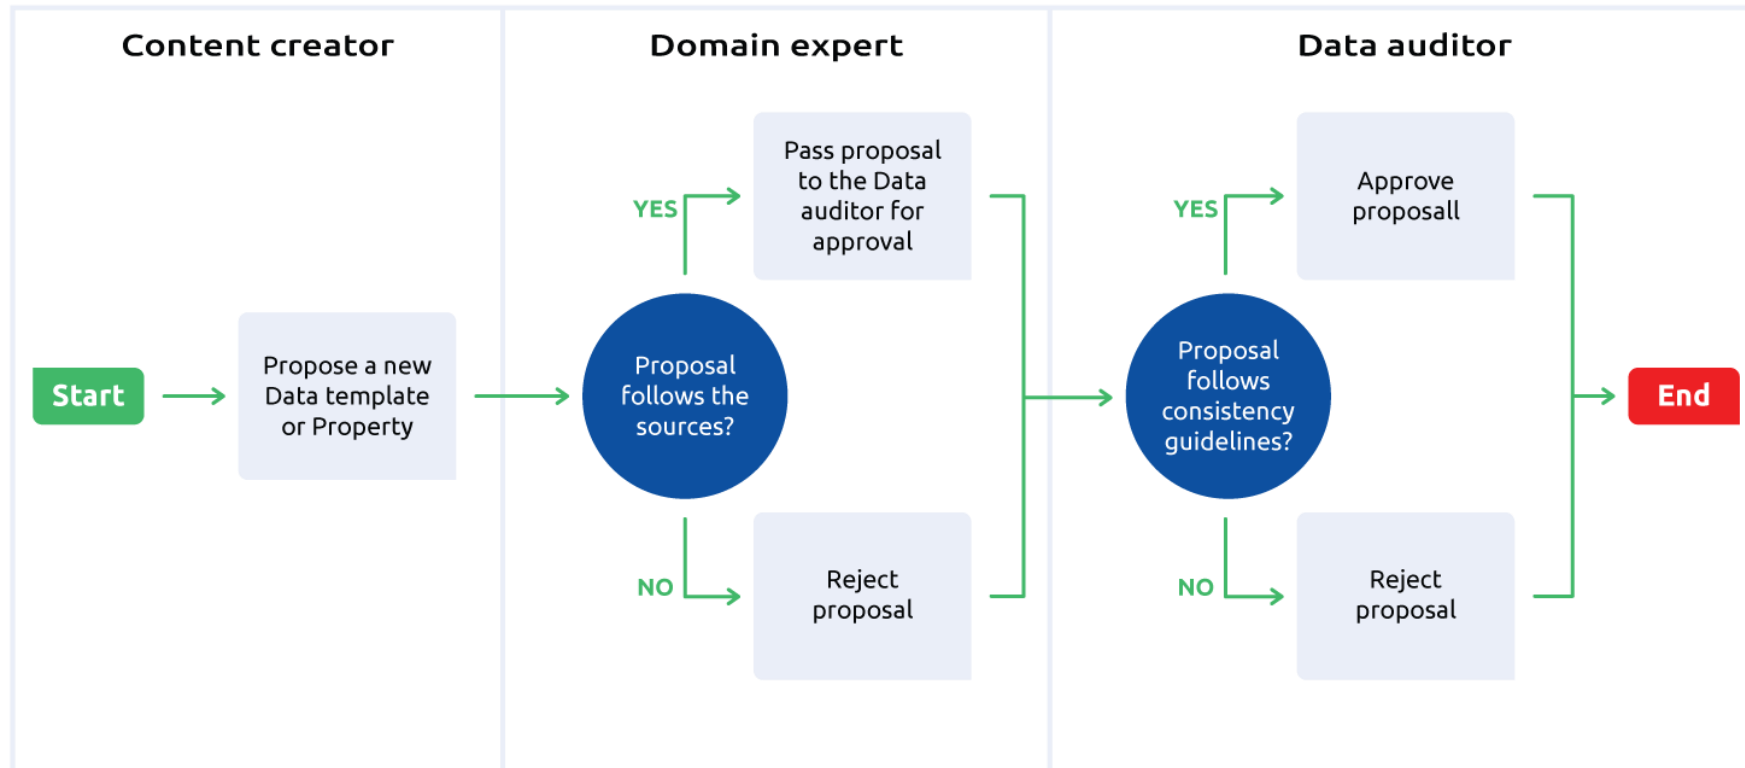 Content creator
Domain expert
Data auditor
Start
Propose a new
Data template
or Property
Proposal
follows the
sources?
YES
Pass proposal
to the Data
auditor for
approval
NO
Reject
proposal
Proposal
follows
consistency
guidelines?
YES
Approve
proposall
NO
Reject
proposal
End